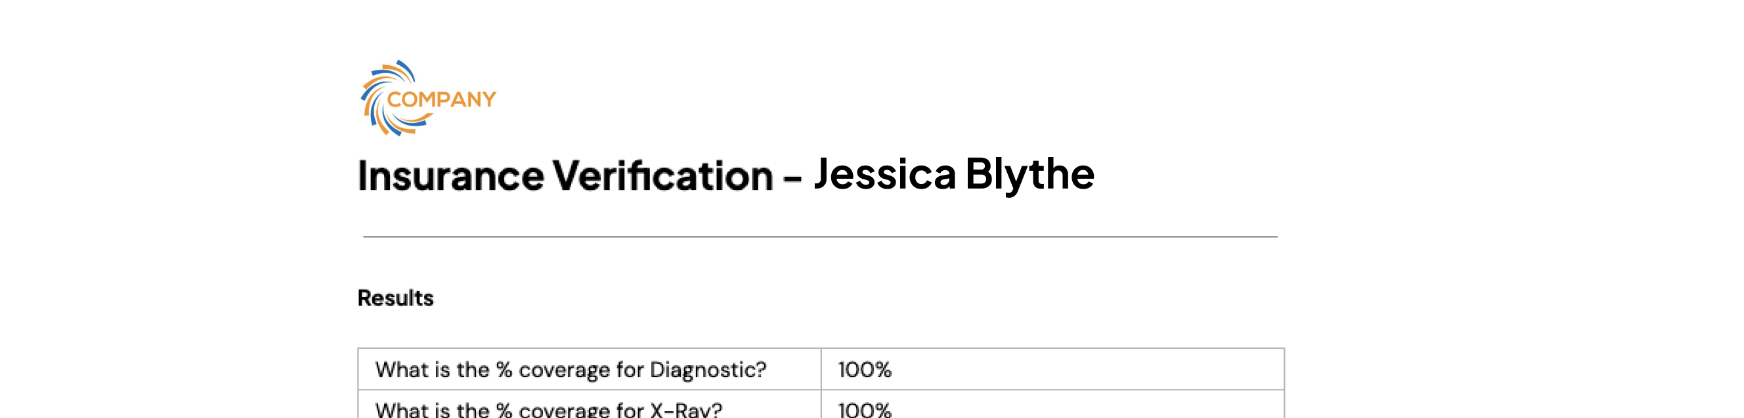 COMPANY
Insurance Verification - Jessica Blythe
Results
What is the % coverage for Diagnostic? 100%
What is the % coverage for X-Ray? 100%